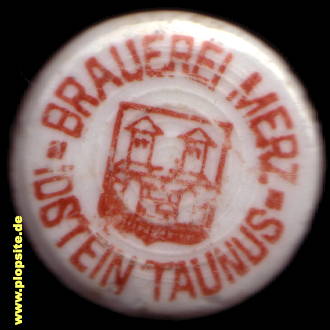 BRAUEREI MERZ
IDSTEIN TAUNUS
www.plopsite.de